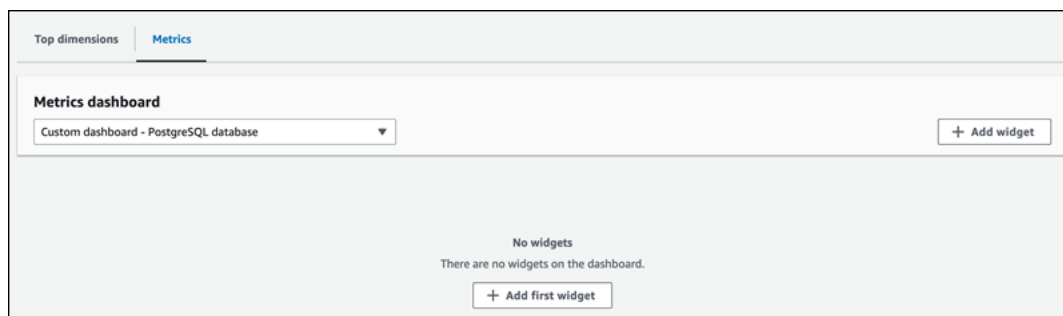 Top dimensions
Metrics
Metrics dashboard
Custom dashboard - PostgreSQL database
+ Add widget
No widgets
There are no widgets on the dashboard.
+ Add first widget